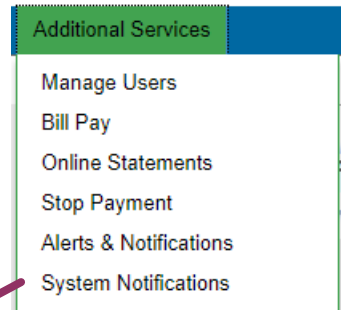 Additional Services
Manage Users
Bill Pay
Online Statements
Stop Payment
Alerts & Notifications
System Notifications